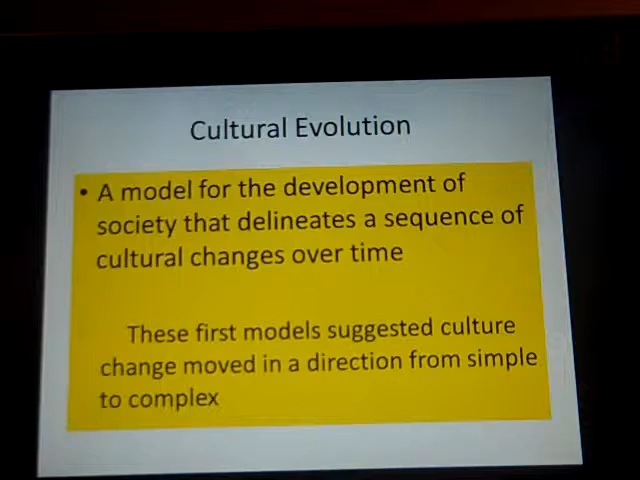 Cultural Evolution
• A model for the development of
society that delineates a sequence of
cultural changes over time
These first models suggested culture
change moved in a direction from simple
to complex